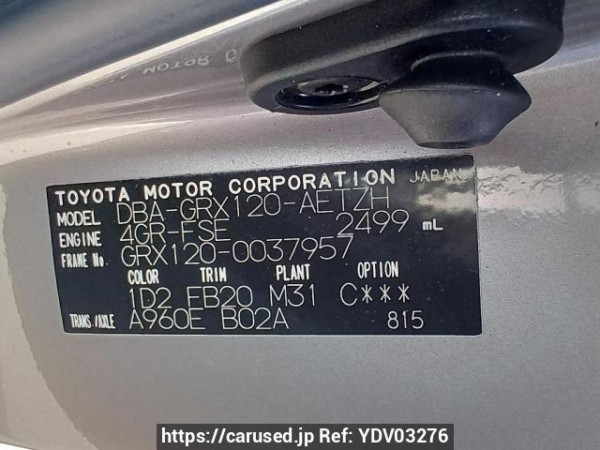 TOYOTA MOTOR CORPORATION JAPAN
MODEL DBA-GRX120-AETZH
ENGINE 4GR-FSE 2499 mL
FRAME No. GRX120-0037957
COLOR TRIM PLANT OPTION
1D2 FB20 M31 C***
TRANS./AXLE A960E B02A 815
https://carused.jp Ref: YDV03276